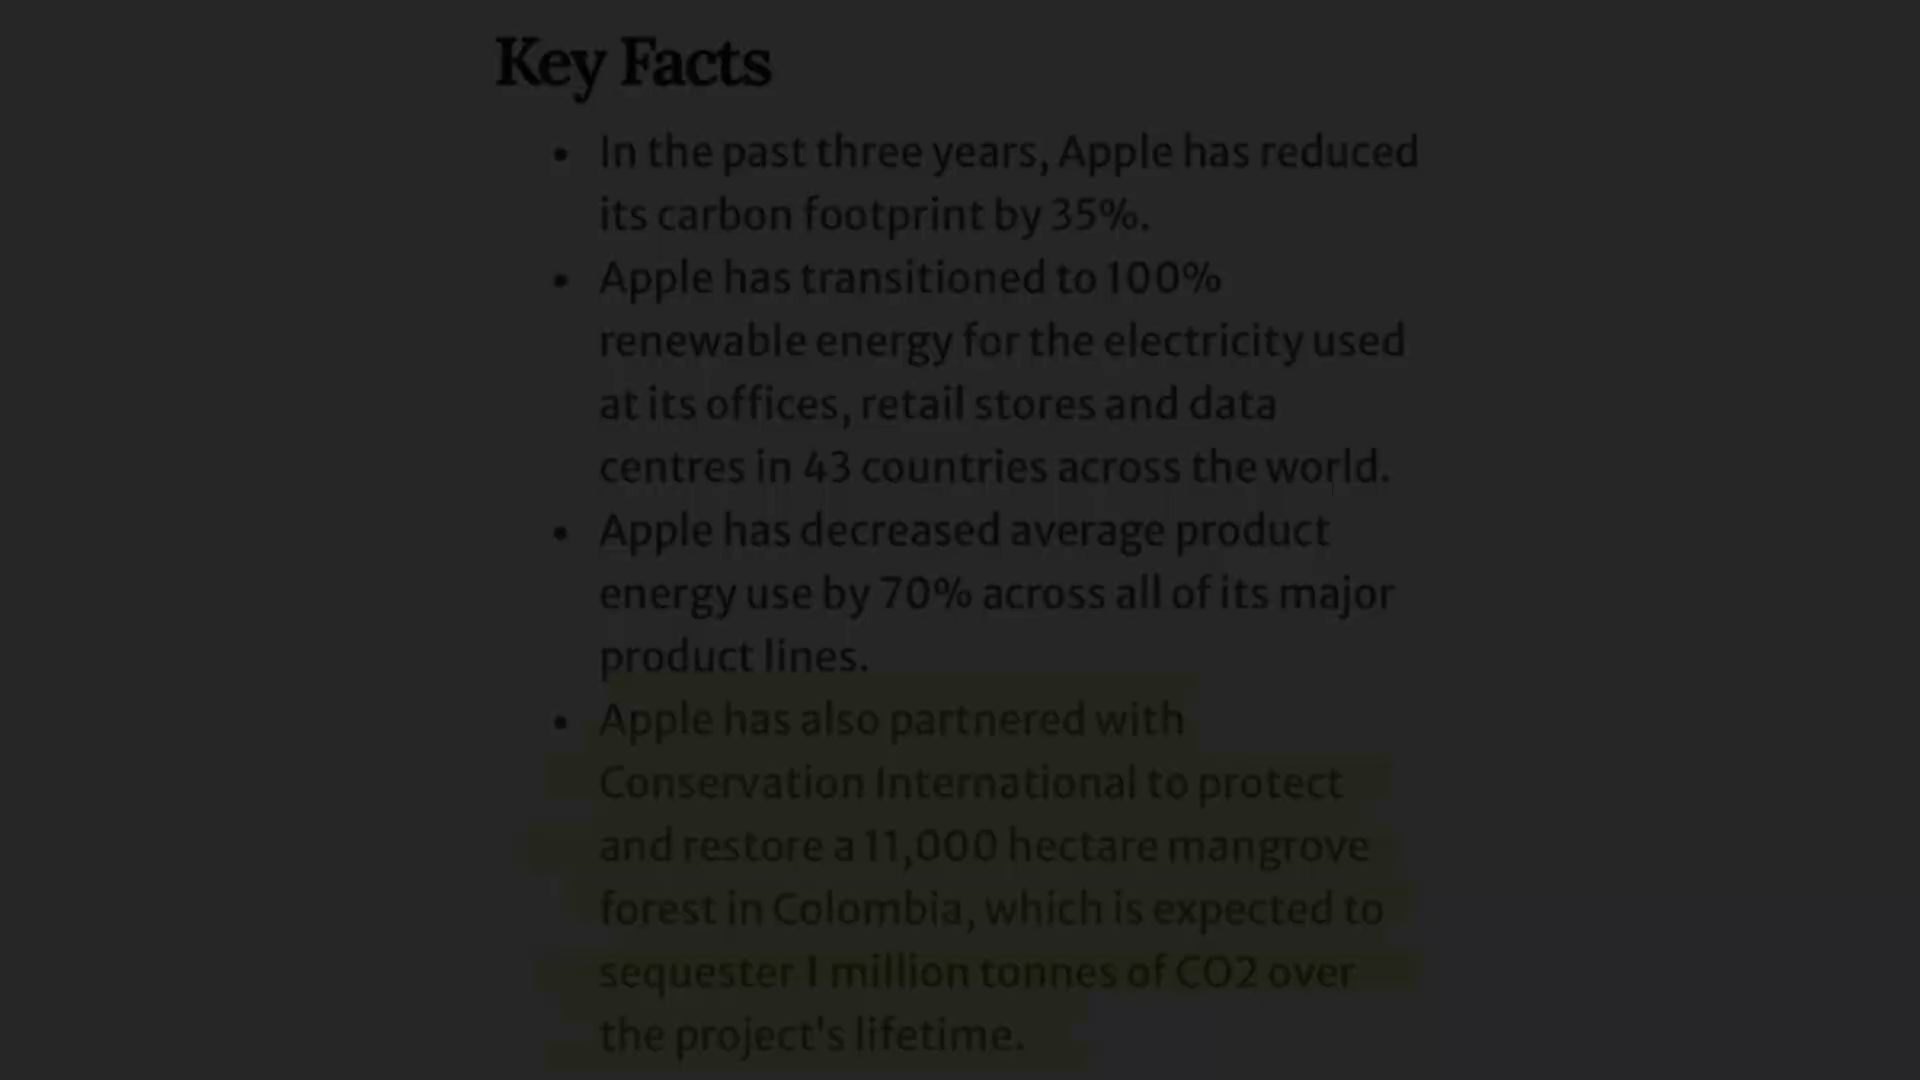 Key Facts
• In the past three years, Apple has reduced
its carbon footprint by 35%.
• Apple has transitioned to 100%
renewable energy for the electricity used
at its offices, retail stores and data
centres in 43 countries across the world.
• Apple has decreased average product
energy use by 70% across all of its major
product lines.
• Apple has also partnered with
Conservation International to protect
and restore a 11,000 hectare mangrove
forest in Colombia, which is expected to
sequester 1 million tonnes of CO2 over
the project's lifetime.